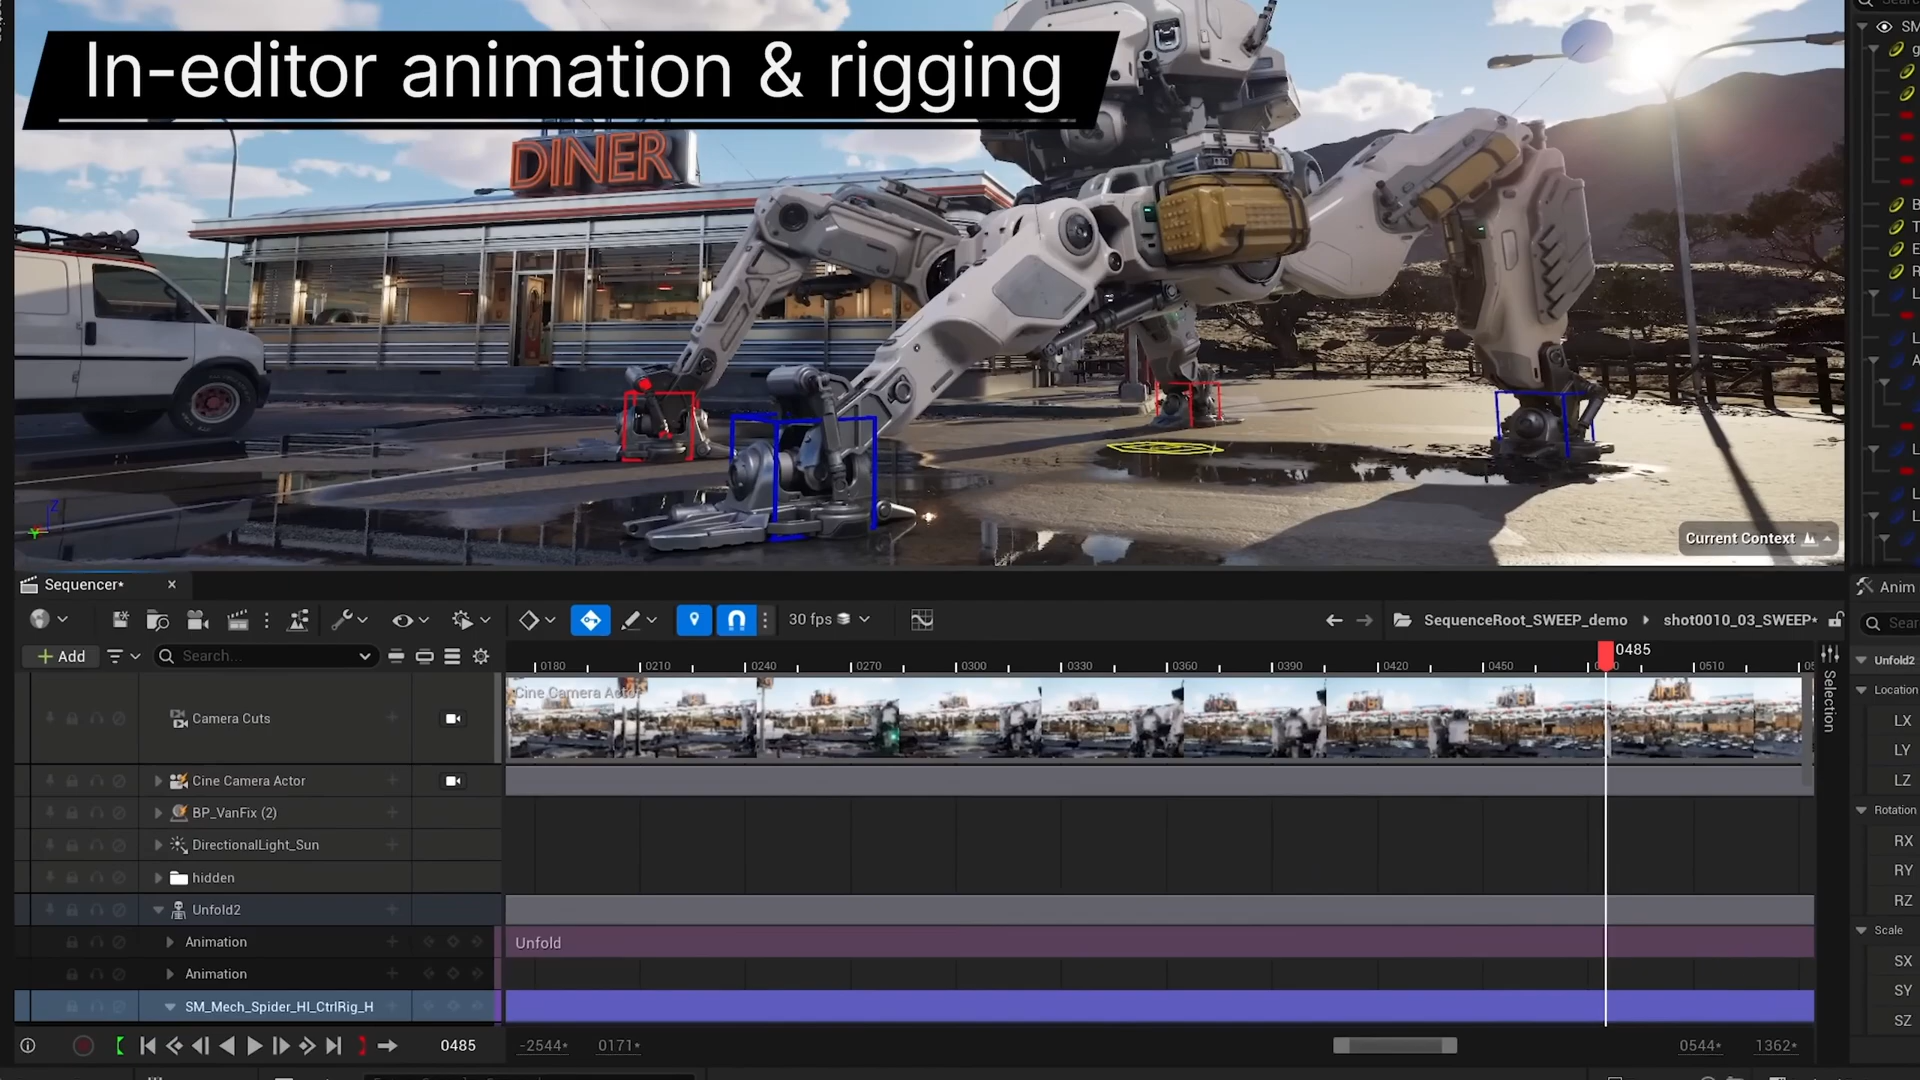 In-editor animation & rigging
DINER
Z
Current Context
Sequencer*
Anim
30 fps
SequenceRoot_SWEEP_demo
shot0010_03_SWEEP*
Add
Search...
0485
0180 0210 0240 0270 0300 0330 0360 0390 0420 0450 0510
Selection
Unfold2
Location
LX
LY
LZ
Rotation
RX
RY
RZ
Scale
SX
SY
SZ
Cine Camera Actor
Camera Cuts
Cine Camera Actor
BP_VanFix (2)
DirectionalLight_Sun
hidden
Unfold2
Animation
Unfold
Animation
SM_Mech_Spider_HI_CtrlRig_H
0485
-2544*
0171*
0544*
1362*